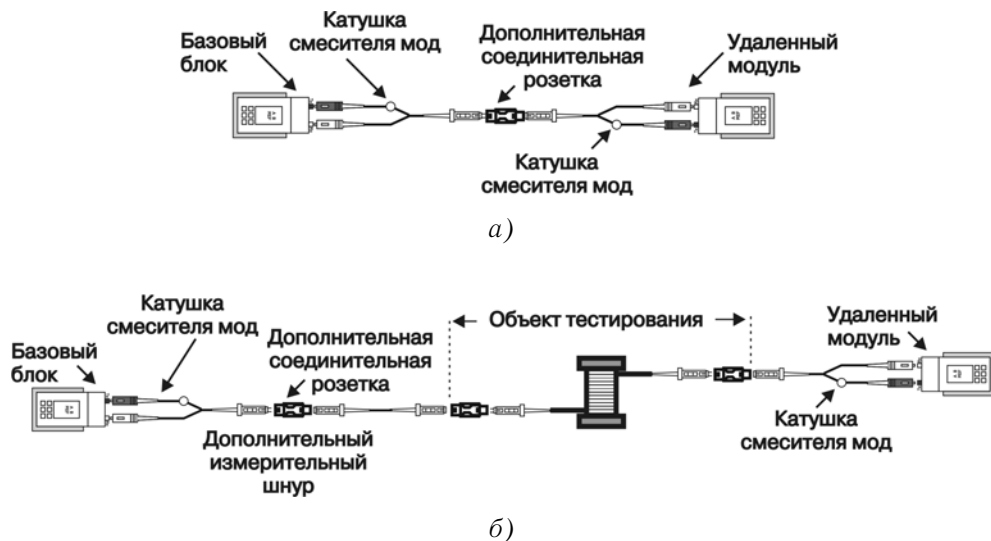 Базовый
блок
Катушка
смесителя мод
Дополнительная
соединительная
розетка
Удаленный
модуль
Катушка
смесителя мод
а)
Базовый
блок
Катушка
смесителя мод
Дополнительная
соединительная
розетка
Дополнительный
измерительный
шнур
Объект тестирования
Удаленный
модуль
Катушка
смесителя мод
б)